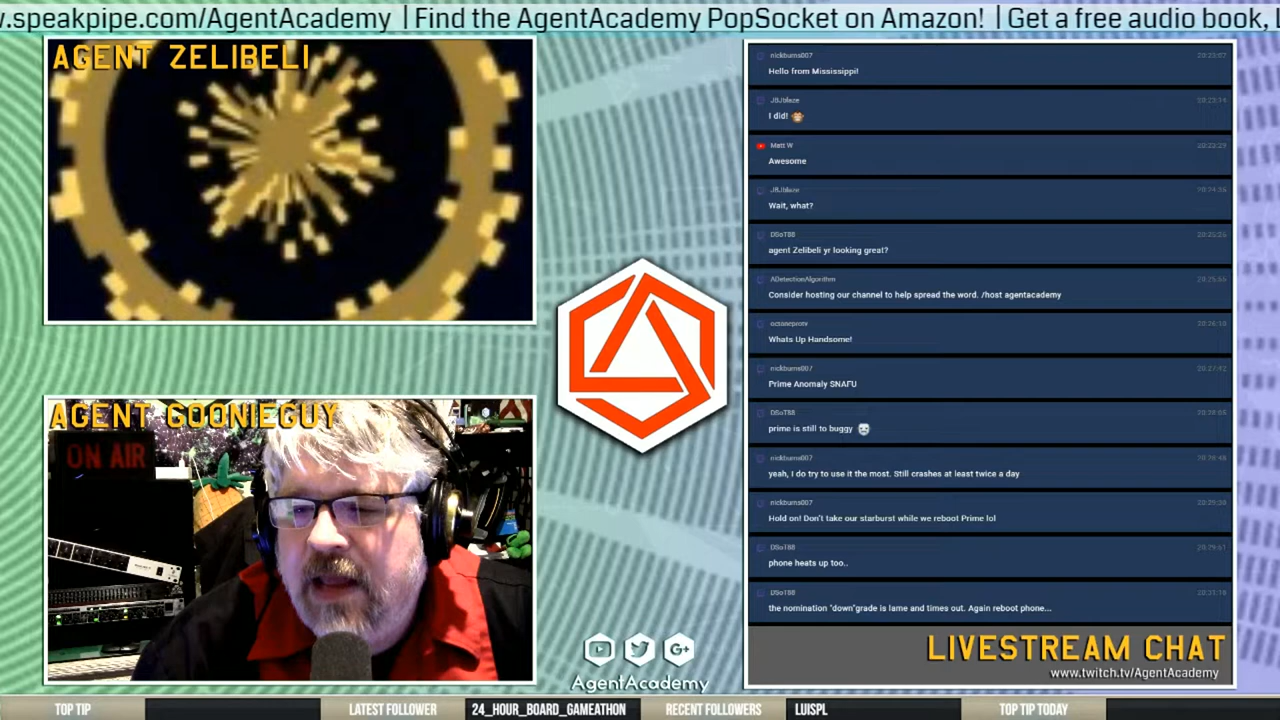 w.speakpipe.com/AgentAcademy | Find the AgentAcademy PopSocket on Amazon! | Get a free audio book,
AGENT ZELIBELI
AGENT GOONIEGUY
ON AIR
AgentAcademy
nickburns007
Hello from Mississippi!
JBJblaze
I did!
Matt W
Awesome
JBJblaze
Wait, what?
DSoT88
agent Zelibeli yr looking great?
ADetectionAlgorithm
Consider hosting our channel to help spread the word. /host agentacademy
Whats Up Handsome!
nickburns007
Prime Anomaly SNAFU
DSoT88
prime is still to buggy
nickburns007
yeah, I do try to use it the most. Still crashes at least twice a day
nickburns007
Hold on! Don't take our starburst while we reboot Prime lol
DSoT88
phone heats up too..
DSoT88
the nomination "down"grade is lame and times out. Again reboot phone...
LIVESTREAM CHAT
www.twitch.tv/AgentAcademy
TOP TIP
LATEST FOLLOWER
24_HOUR_BOARD_GAMEATHON
RECENT FOLLOWERS
LUISPL
TOP TIP TODAY